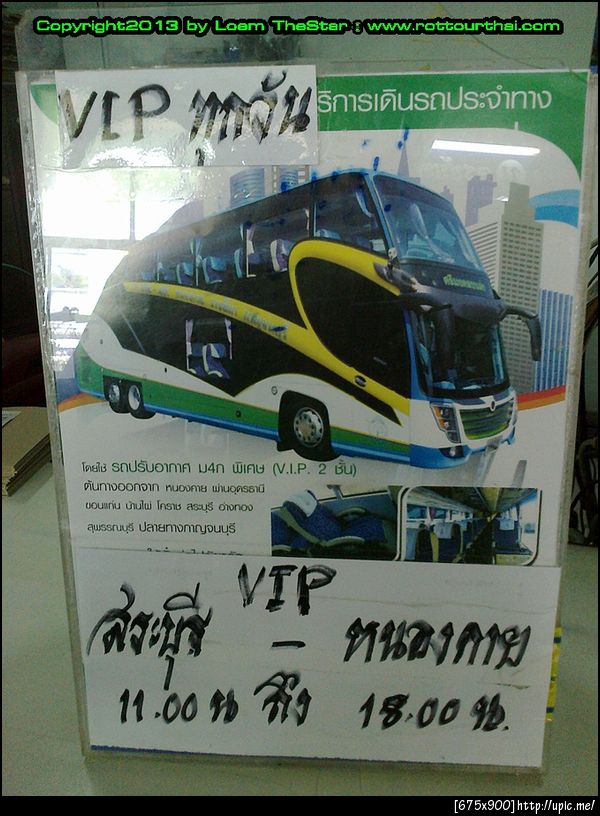 Copyright2013 by Loem TheStar : www.rottourthai.com
VIP ทุกวัน
ริการเดินรถประจำทาง
โดยใช้ รถปรับอากาศ ม4ก พิเศษ (V.I.P. 2 ชั้น)
ต้นทางออกจาก หนองคาย ผ่านอุดรธานี
ขอนแก่น บ้านไผ่ โคราช สระบุรี อ่างทอง
สุพรรณบุรี ปลายทางกาญจนบุรี
VIP
สระบุรี - หนองคาย
11.00 น ถึง 18.00 น.
[675x900]http://upic.me/